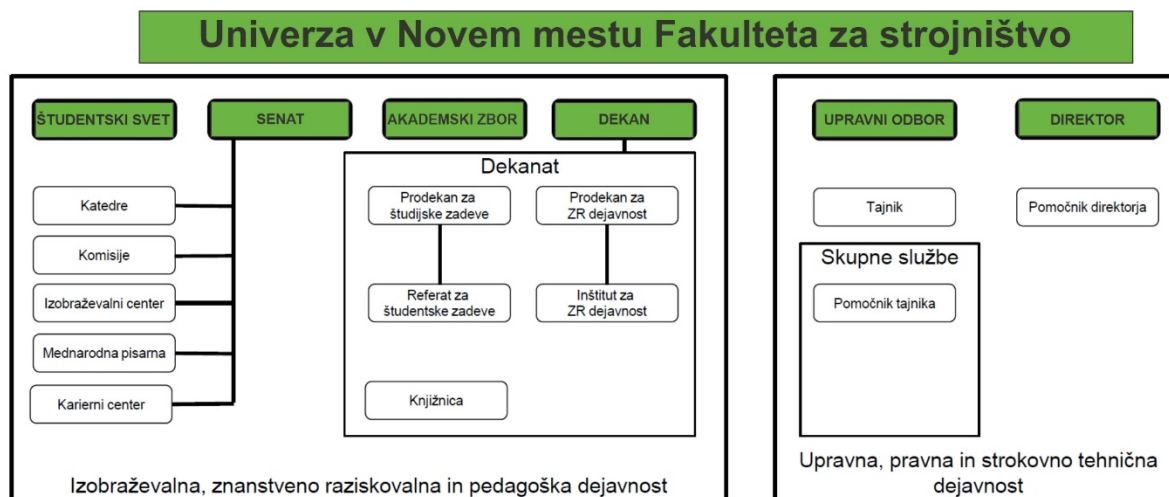 Univerza v Novem mestu Fakulteta za strojništvo
ŠTUDENTSKI SVET
SENAT
AKADEMSKI ZBOR
DEKAN
UPRAVNI ODBOR
DIREKTOR
Dekanat
Katedre
Komisije
Izobraževalni center
Mednarodna pisarna
Karierni center
Prodekan za
študijske zadeve
Prodekan za
ZR dejavnost
Referat za
študentske zadeve
Inštitut za
ZR dejavnost
Knjižnica
Izobraževalna, znanstveno raziskovalna in pedagoška dejavnost
Tajnik
Pomočnik direktorja
Skupne službe
Pomočnik tajnika
Upravna, pravna in strokovno tehnična
dejavnost